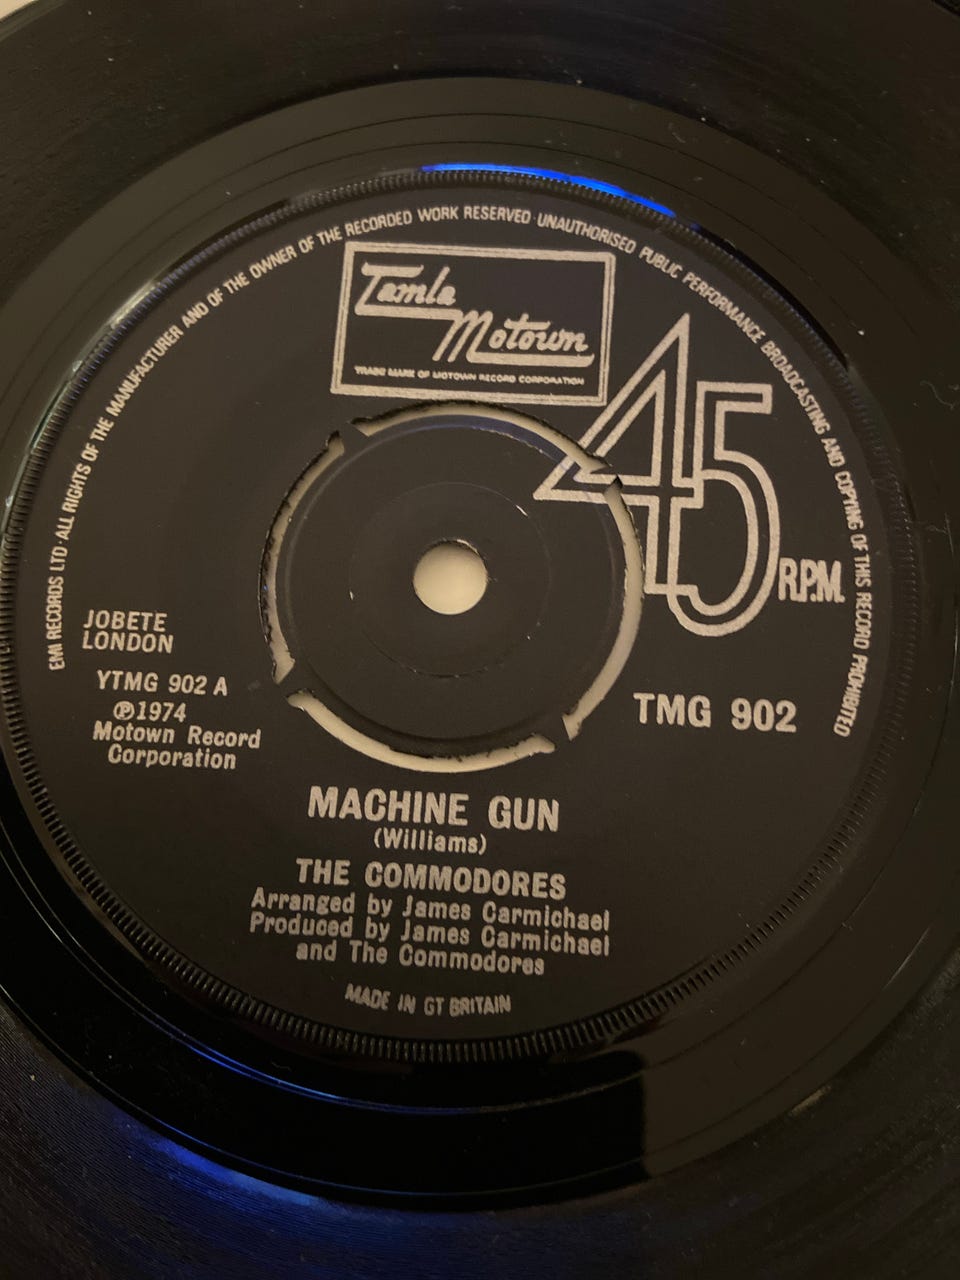 EMI RECORDS LTD · ALL RIGHTS OF THE MANUFACTURER AND OF THE OWNER OF THE RECORDED WORK RESERVED · UNAUTHORISED PUBLIC PERFORMANCE BROADCASTING AND COPYING OF THIS RECORD PROHIBITED
Tamla
Motown
TRADE MARK OF MOTOWN RECORD CORPORATION
45
R.P.M.
JOBETE
LONDON
YTMG 902 A
℗1974
Motown Record
Corporation
TMG 902
MACHINE GUN
(Williams)
THE COMMODORES
Arranged by James Carmichael
Produced by James Carmichael
and The Commodores
MADE IN GT BRITAIN